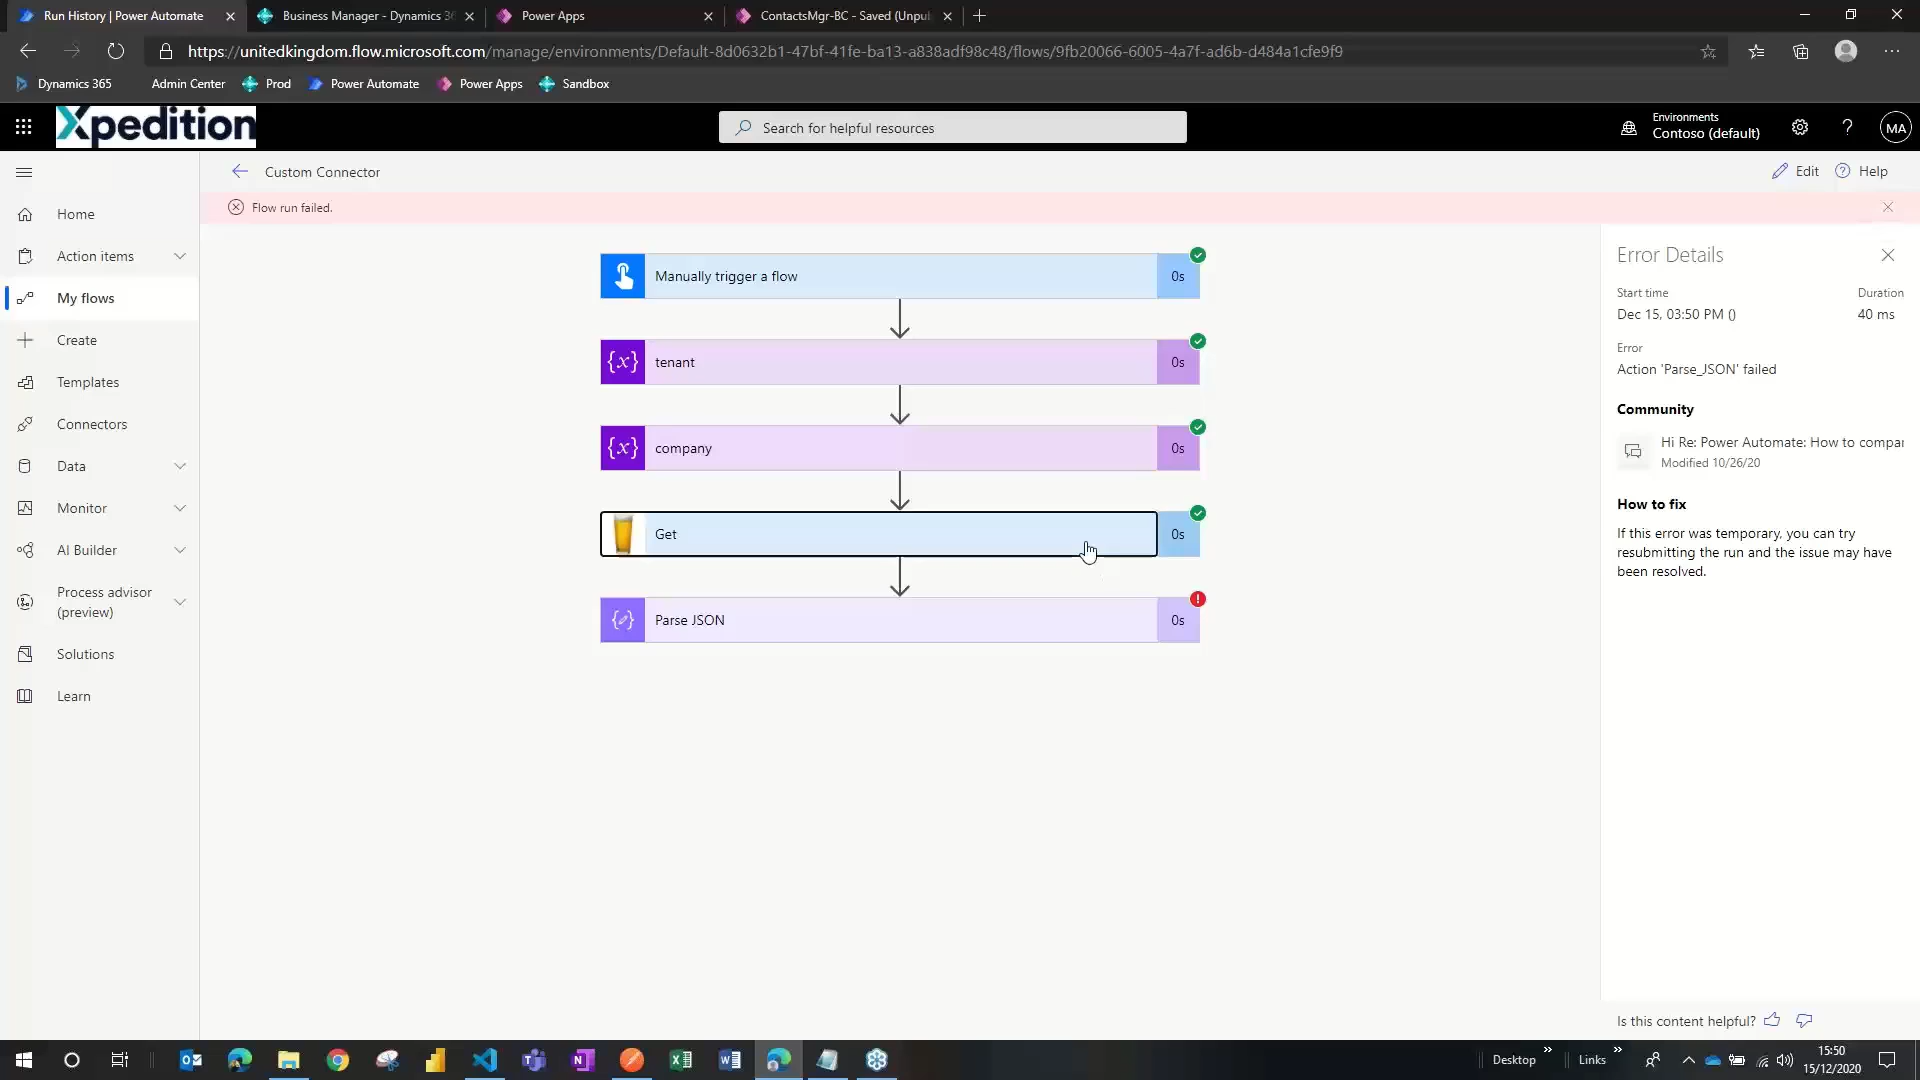 Run History | Power Automate
Business Manager - Dynamics 36
Power Apps
ContactsMgr-BC - Saved (Unpul
https://unitedkingdom.flow.microsoft.com/manage/environments/Default-8d0632b1-47bf-41fe-ba13-a838adf98c48/flows/9fb20066-6005-4a7f-ad6b-d484a1cfe9f9
Dynamics 365
Admin Center
Prod
Power Automate
Power Apps
Sandbox
Xpedition
Search for helpful resources
Environments
Contoso (default)
?
MA
Custom Connector
Edit
Help
Flow run failed.
Home
Action items
My flows
Create
Templates
Connectors
Data
Monitor
AI Builder
Process advisor
(preview)
Solutions
Learn
Manually trigger a flow
0s
{x}
tenant
0s
{x}
company
0s
Get
0s
Parse JSON
0s
Error Details
Start time
Duration
Dec 15, 03:50 PM ()
40 ms
Error
Action 'Parse_JSON' failed
Community
Hi Re: Power Automate: How to compar
Modified 10/26/20
How to fix
If this error was temporary, you can try
resubmitting the run and the issue may have
been resolved.
Is this content helpful?
Desktop
Links
15:50
15/12/2020